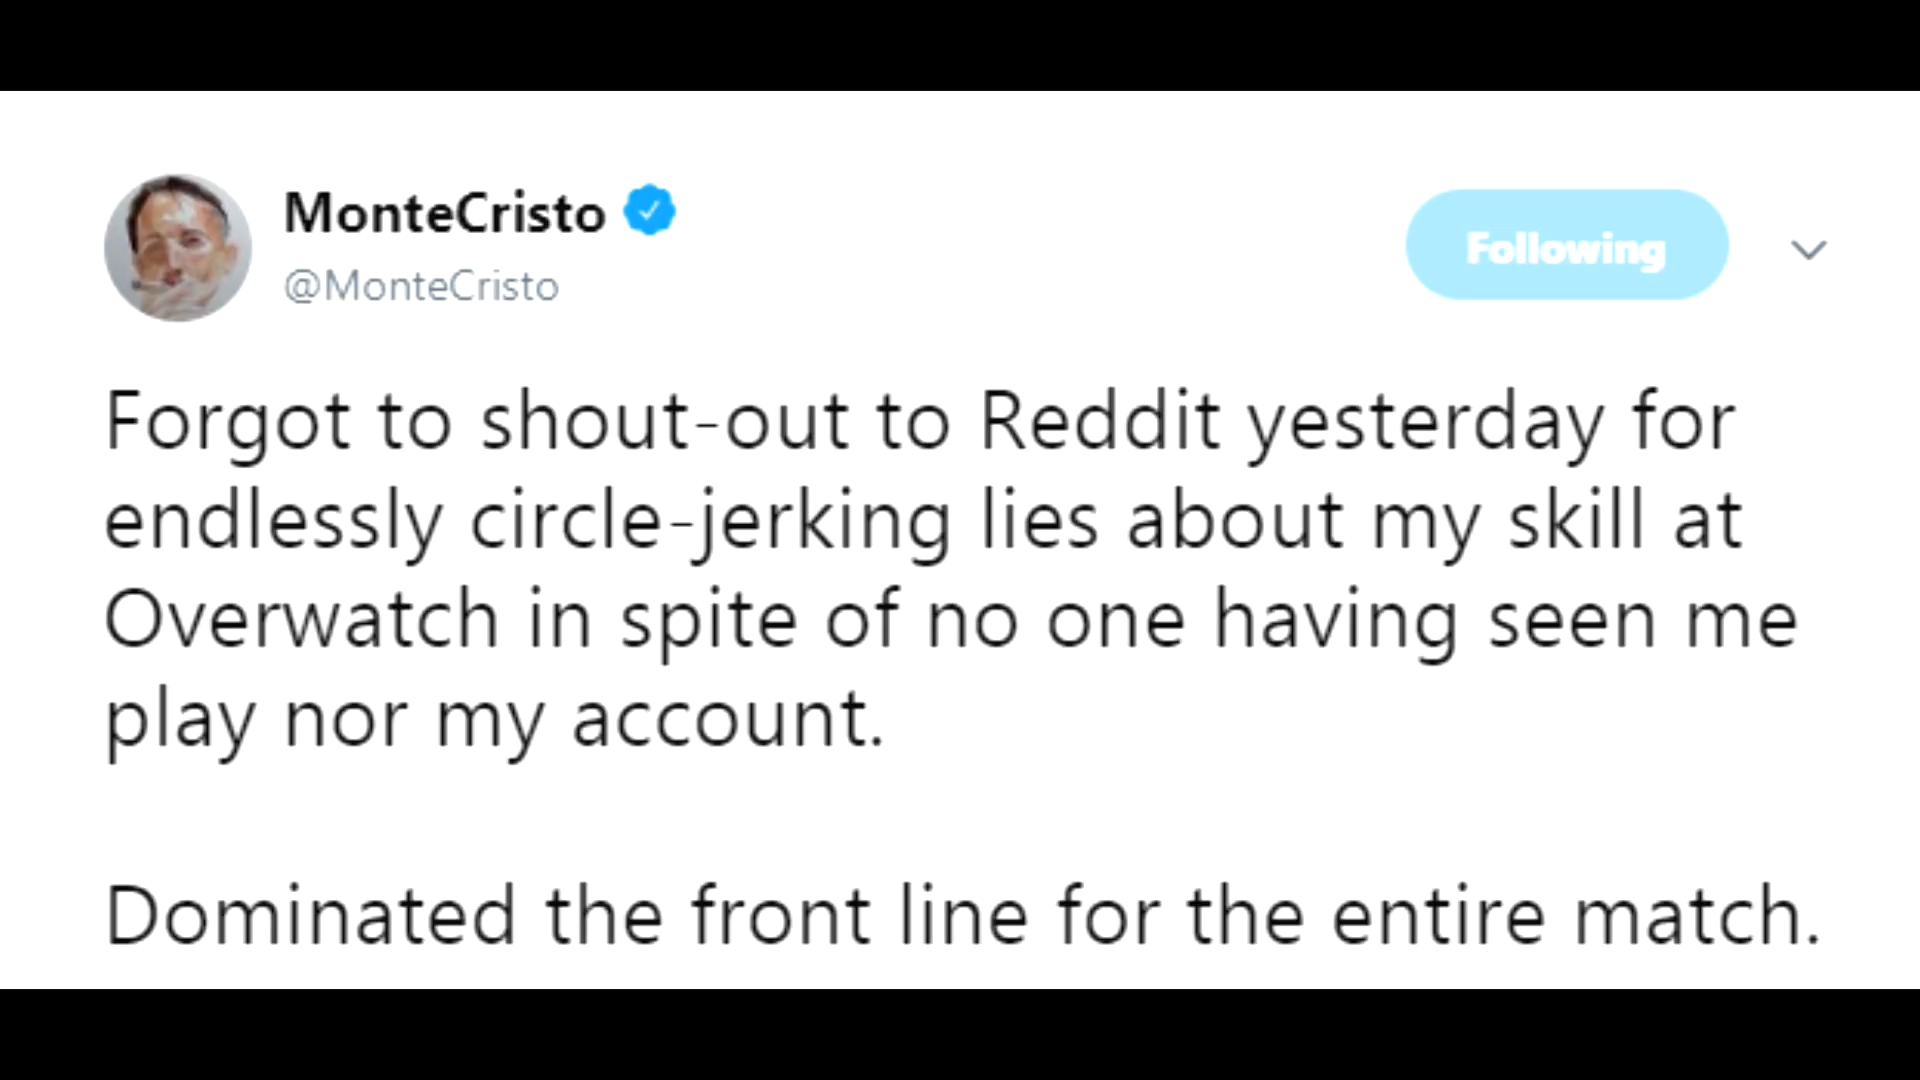 MonteCristo
@MonteCristo
Following
Forgot to shout-out to Reddit yesterday for
endlessly circle-jerking lies about my skill at
Overwatch in spite of no one having seen me
play nor my account.
Dominated the front line for the entire match.